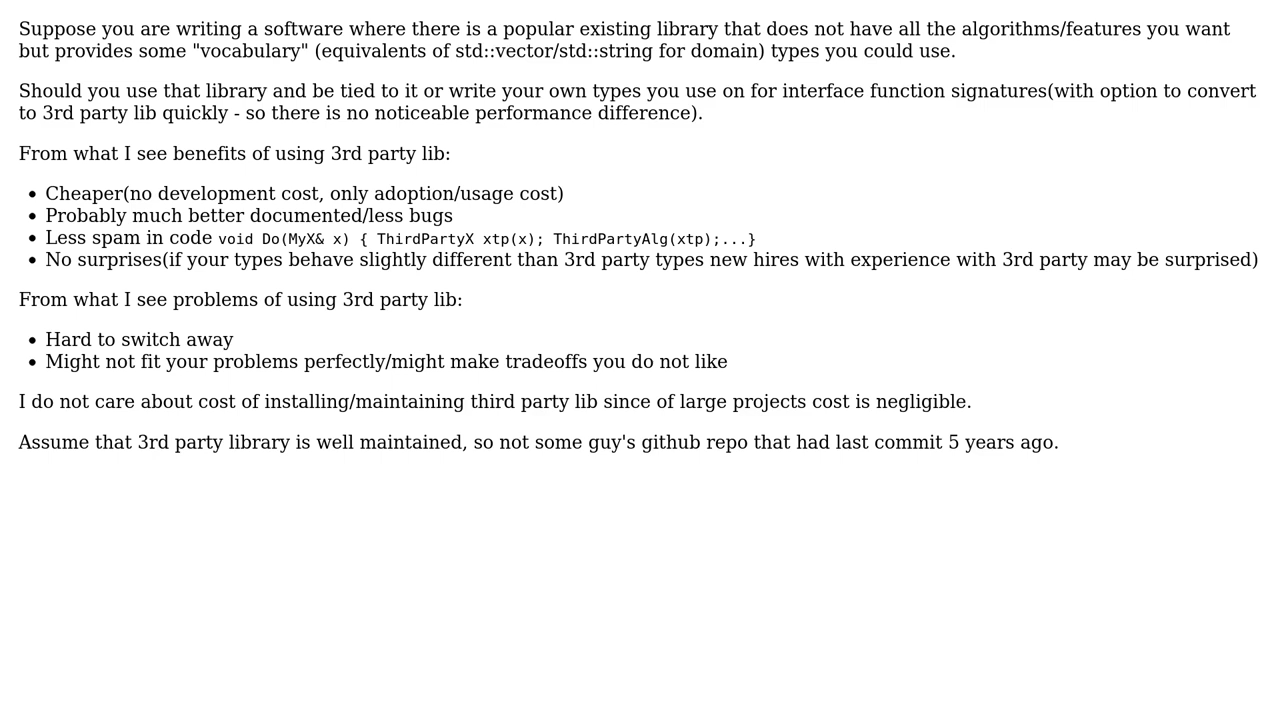 Suppose you are writing a software where there is a popular existing library that does not have all the algorithms/features you want
but provides some "vocabulary" (equivalents of std::vector/std::string for domain) types you could use.
Should you use that library and be tied to it or write your own types you use on for interface function signatures(with option to convert
to 3rd party lib quickly - so there is no noticeable performance difference).
From what I see benefits of using 3rd party lib:
• Cheaper(no development cost, only adoption/usage cost)
• Probably much better documented/less bugs
• Less spam in code void Do(MyX& x) { ThirdPartyX xtp(x); ThirdPartyAlg(xtp);...}
• No surprises(if your types behave slightly different than 3rd party types new hires with experience with 3rd party may be surprised)
From what I see problems of using 3rd party lib:
• Hard to switch away
• Might not fit your problems perfectly/might make tradeoffs you do not like
I do not care about cost of installing/maintaining third party lib since of large projects cost is negligible.
Assume that 3rd party library is well maintained, so not some guy's github repo that had last commit 5 years ago.